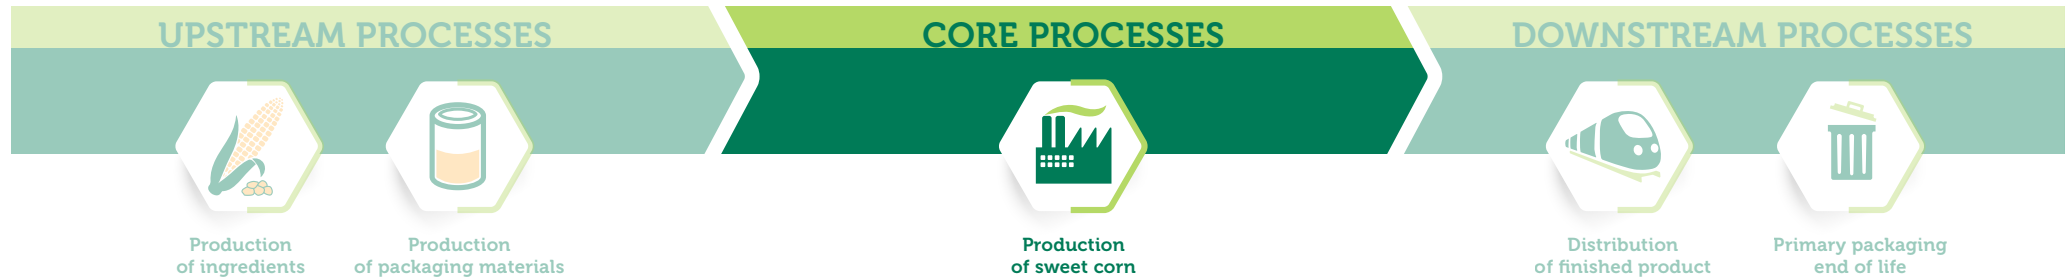 UPSTREAM PROCESSES
CORE PROCESSES
DOWNSTREAM PROCESSES
Production
of ingredients
Production
of packaging materials
Production
of sweet corn
Distribution
of finished product
Primary packaging
end of life